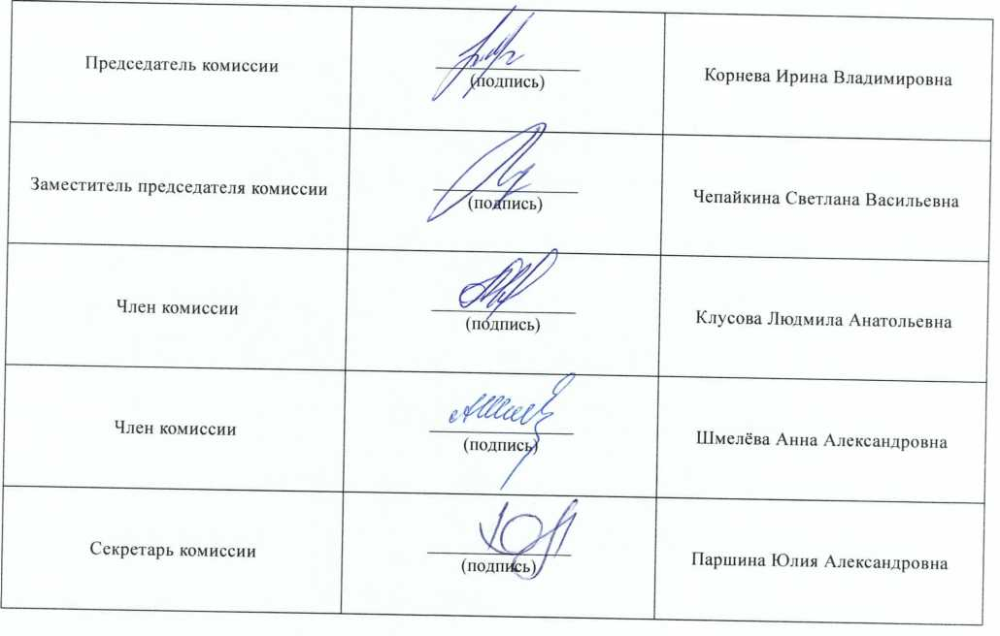 Председатель комиссии
(подпись)
Корнева Ирина Владимировна
Заместитель председателя комиссии
(подпись)
Чепайкина Светлана Васильевна
Член комиссии
(подпись)
Клусова Людмила Анатольевна
Член комиссии
(подпись)
Шмелёва Анна Александровна
Секретарь комиссии
(подпись)
Паршина Юлия Александровна